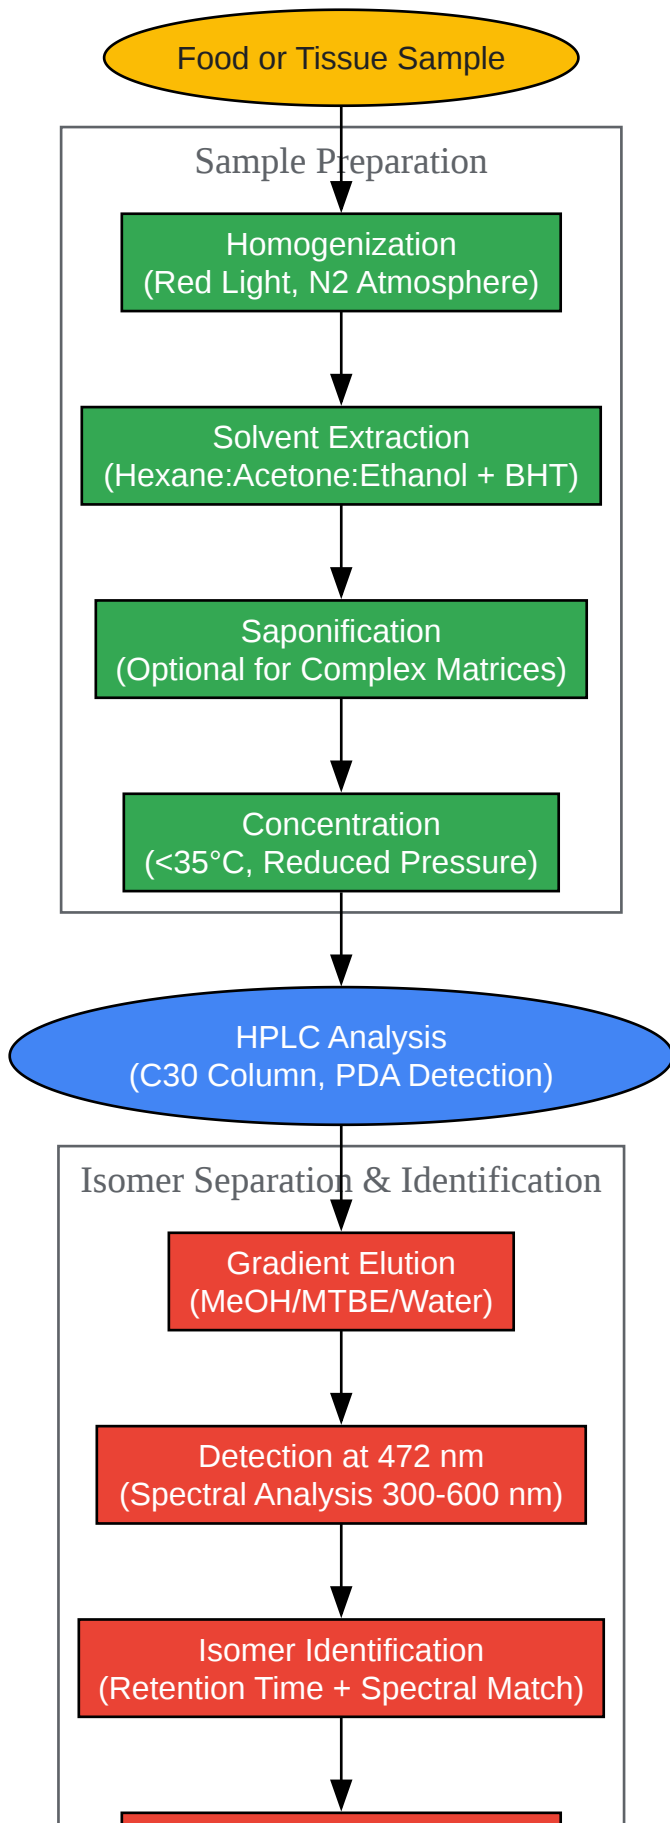 Food or Tissue Sample
Sample Preparation
Homogenization
(Red Light, N2 Atmosphere)
Solvent Extraction
(Hexane:Acetone:Ethanol + BHT)
Saponification
(Optional for Complex Matrices)
Concentration
(<35°C, Reduced Pressure)
HPLC Analysis
(C30 Column, PDA Detection)
Isomer Separation & Identification
Gradient Elution
(MeOH/MTBE/Water)
Detection at 472 nm
(Spectral Analysis 300-600 nm)
Isomer Identification
(Retention Time + Spectral Match)